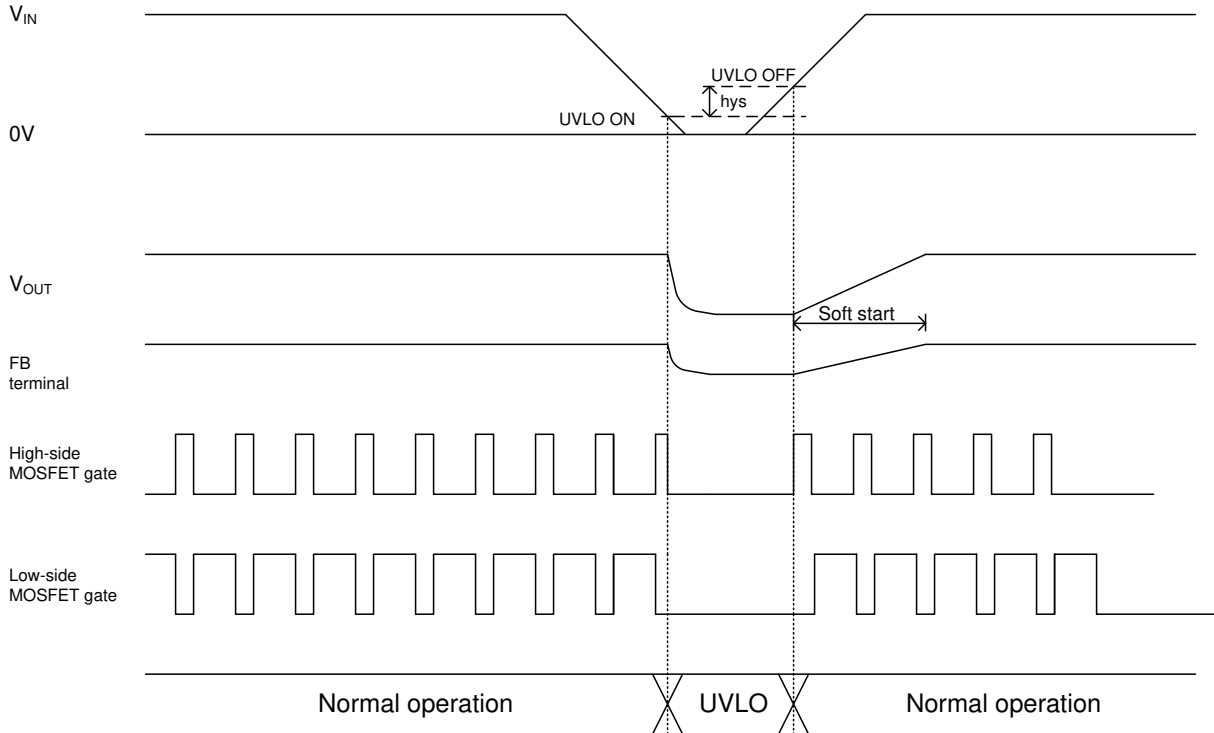 VIN
UVLO OFF
hys
UVLO ON
0V
VOUT
Soft start
FB
terminal
High-side
MOSFET gate
Low-side
MOSFET gate
Normal operation
UVLO
Normal operation